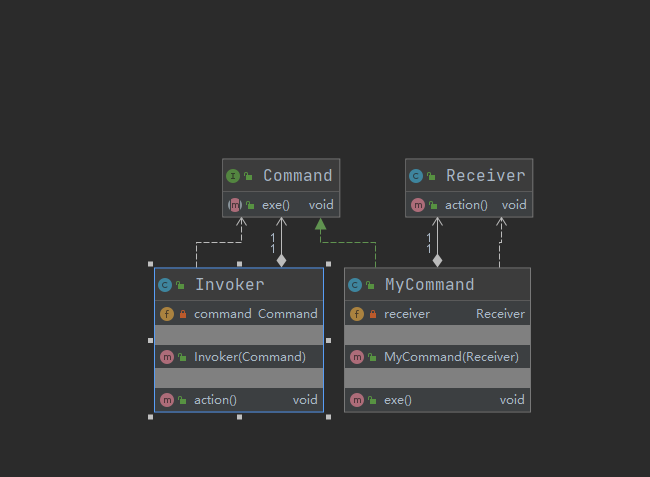 Command
exe() void
Receiver
action() void
1
1
1
1
Invoker
command Command
Invoker(Command)
action() void
MyCommand
receiver Receiver
MyCommand(Receiver)
exe() void